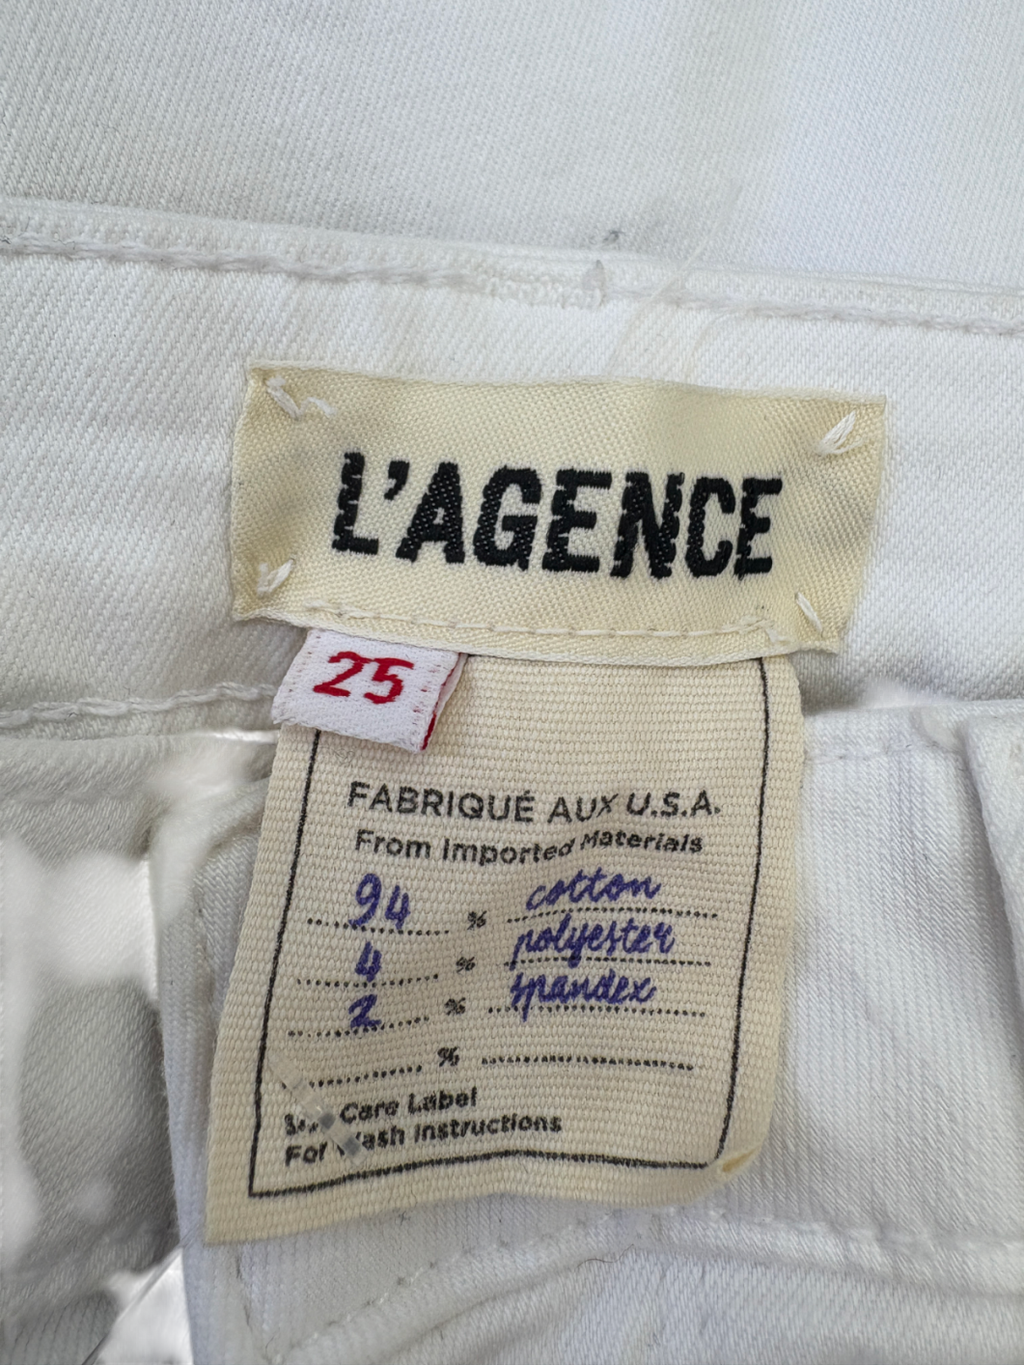 L'AGENCE
25
FABRIQUÉ AUX U.S.A.
From Imported Materials
94 % cotton
4 % polyester
2 % spandex
%
Care Label
For Wash Instructions